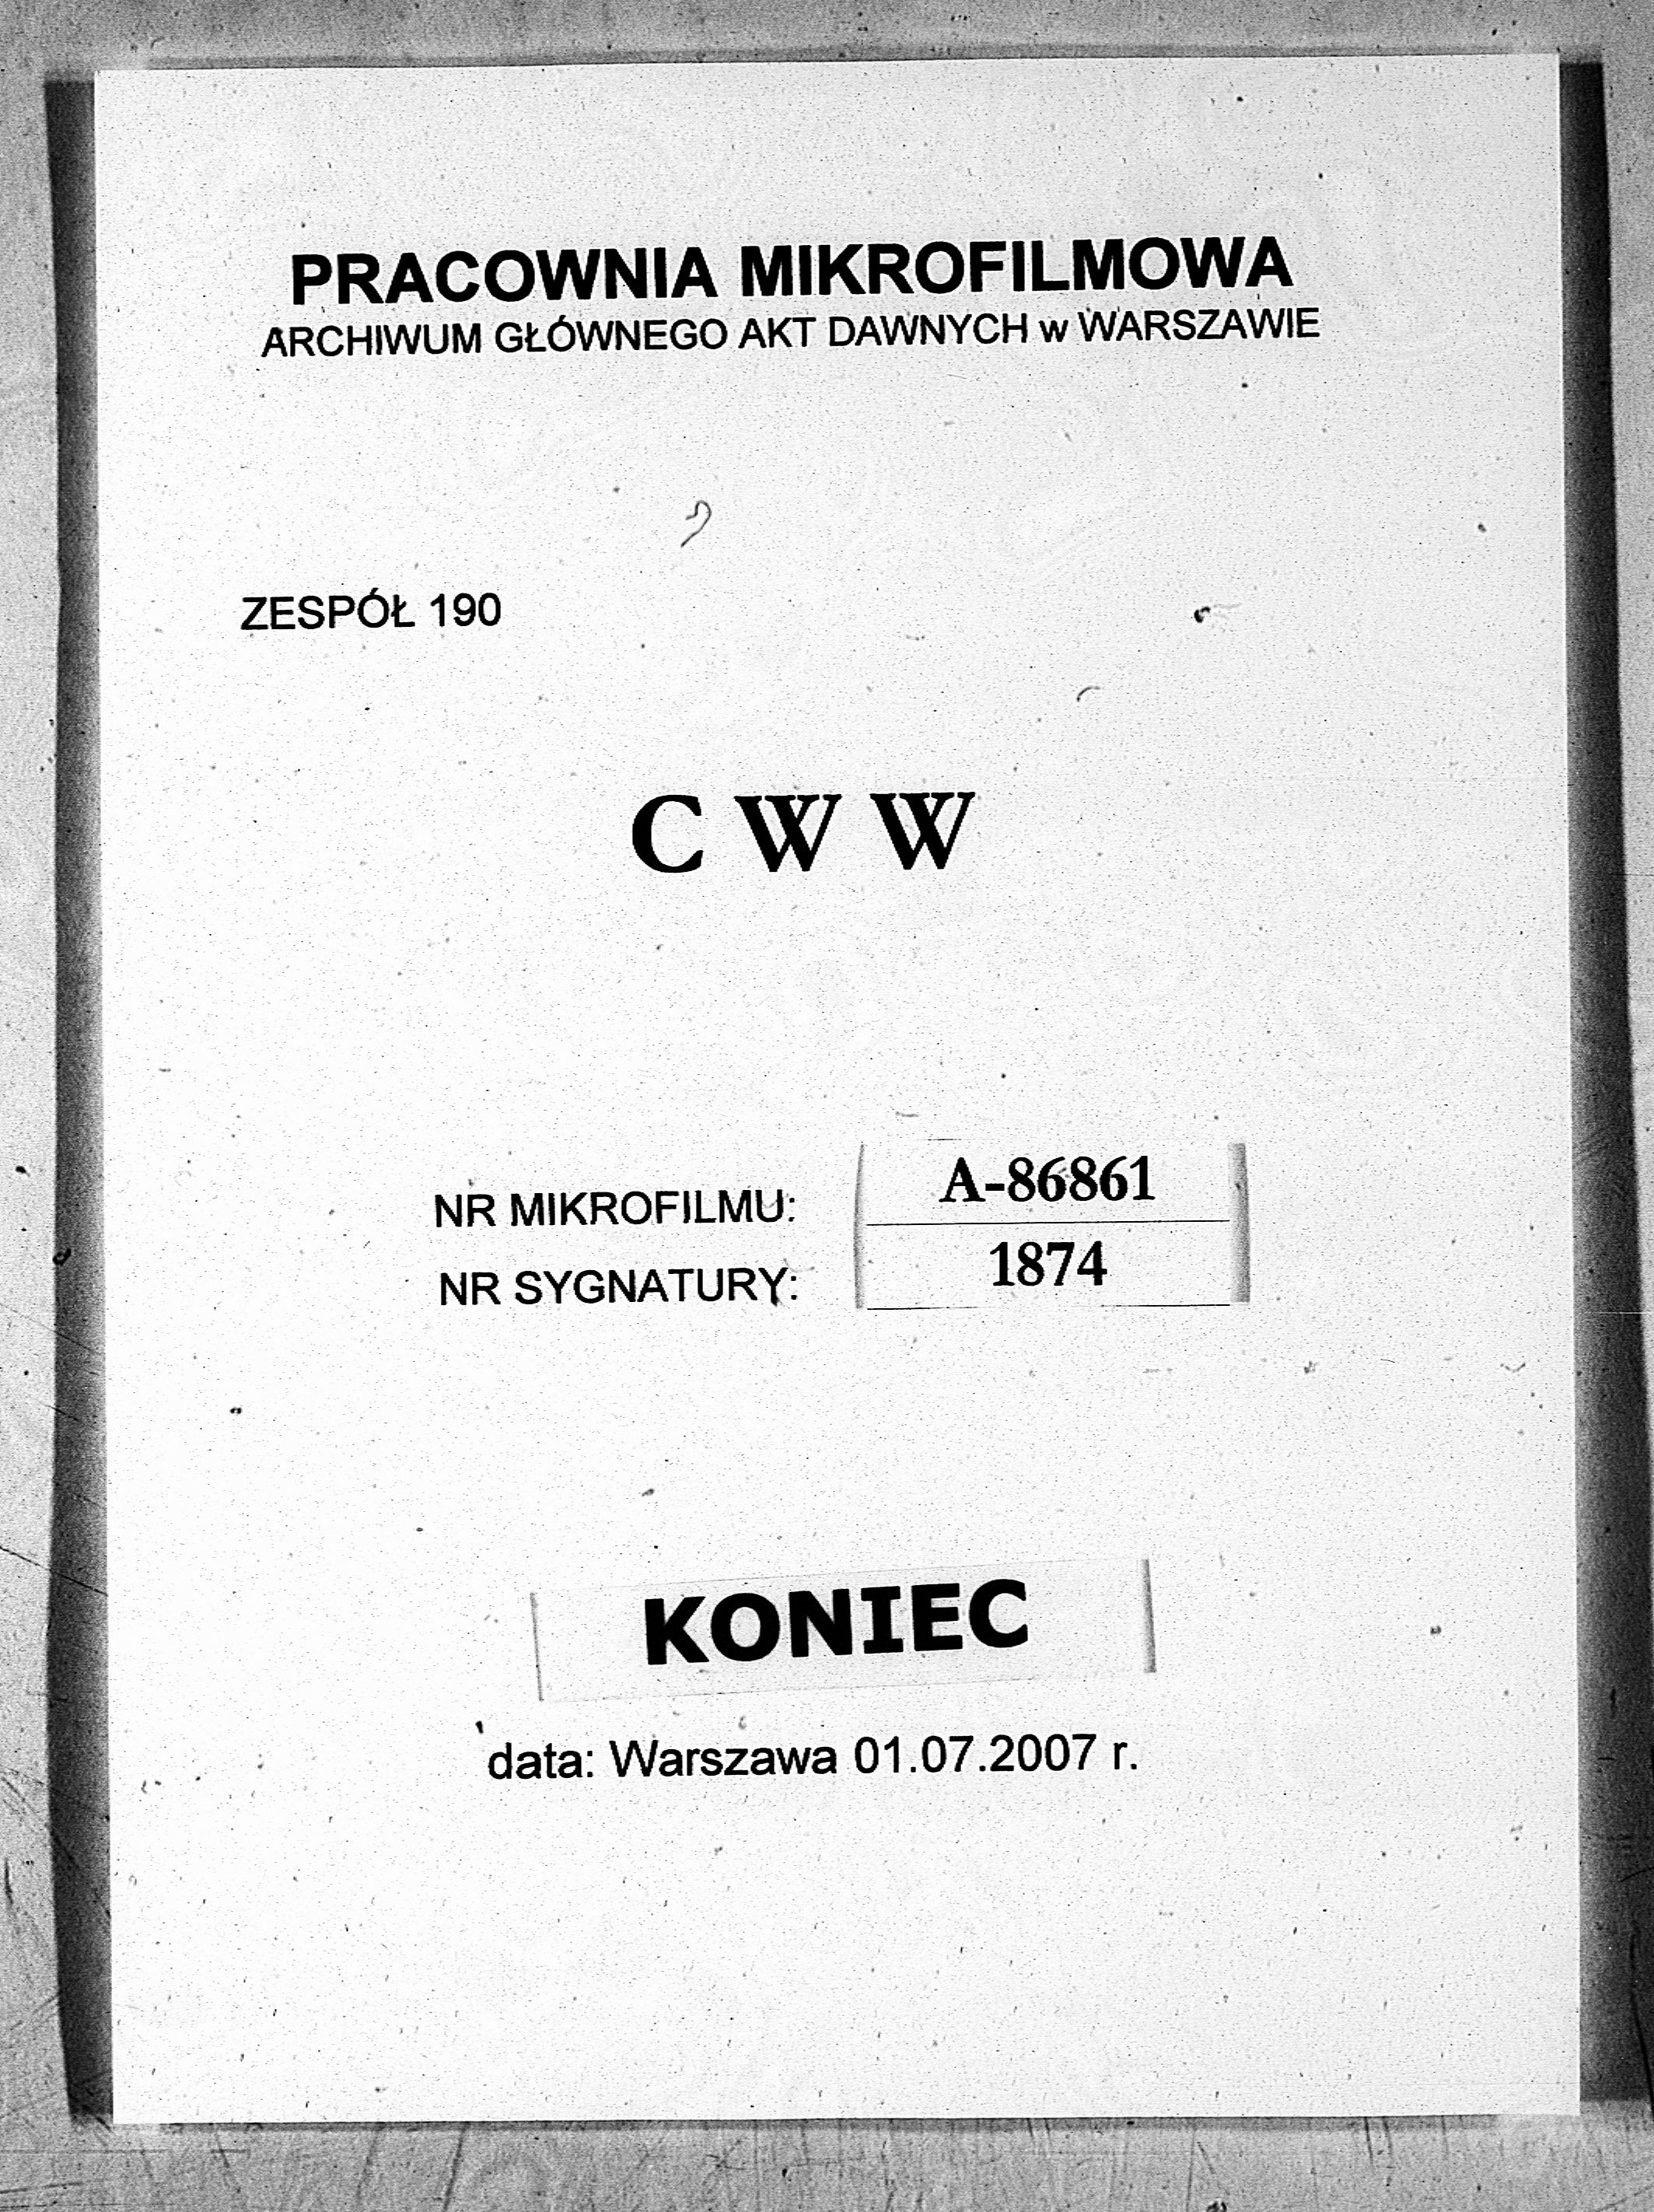 PRACOWNIA MIKROFILMOWA
ARCHIWUM GŁÓWNEGO AKT DAWNYCH w WARSZAWIE
ZESPÓŁ 190
C W W
NR MIKROFILMU: A-86861
NR SYGNATURY: 1874
KONIEC
data: Warszawa 01.07.2007 r.